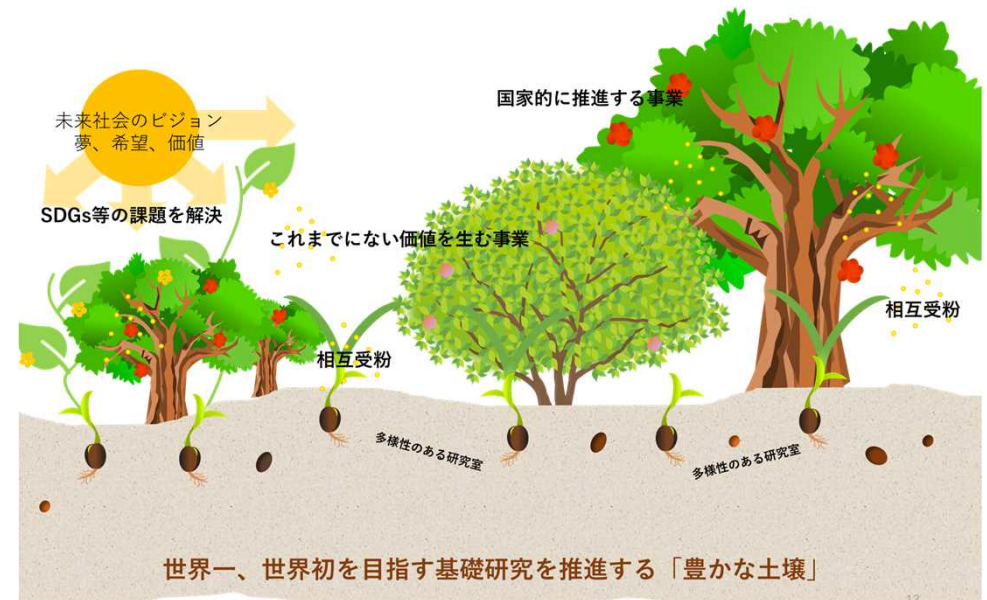 国家的に推進する事業
未来社会のビジョン
夢、希望、価値
SDGs等の課題を解決
これまでにない価値を生む事業
相互受粉
相互受粉
多様性のある研究室
多様性のある研究室
世界一、世界初を目指す基礎研究を推進する「豊かな土壌」
13